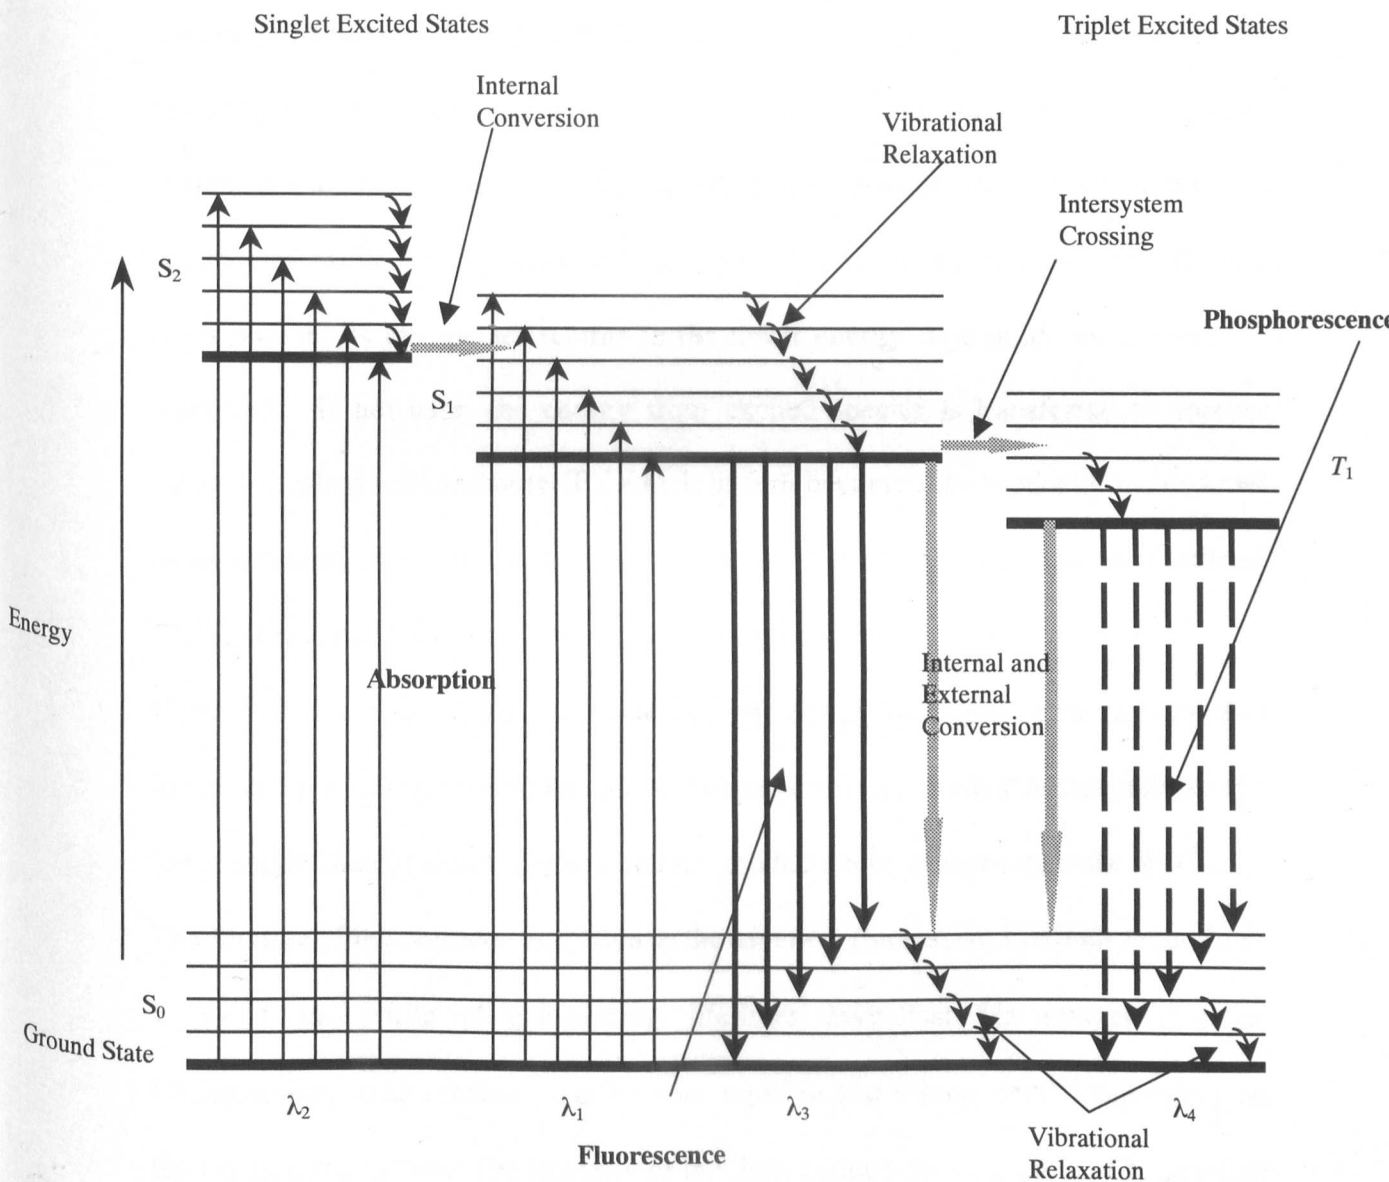 Singlet Excited States
Triplet Excited States
Internal
Conversion
Vibrational
Relaxation
Intersystem
Crossing
S₂
Phosphorescence
S₁
T₁
Energy
Absorption
Internal and
External
Conversion
S₀
Ground State
λ₂
λ₁
λ₃
λ₄
Fluorescence
Vibrational
Relaxation